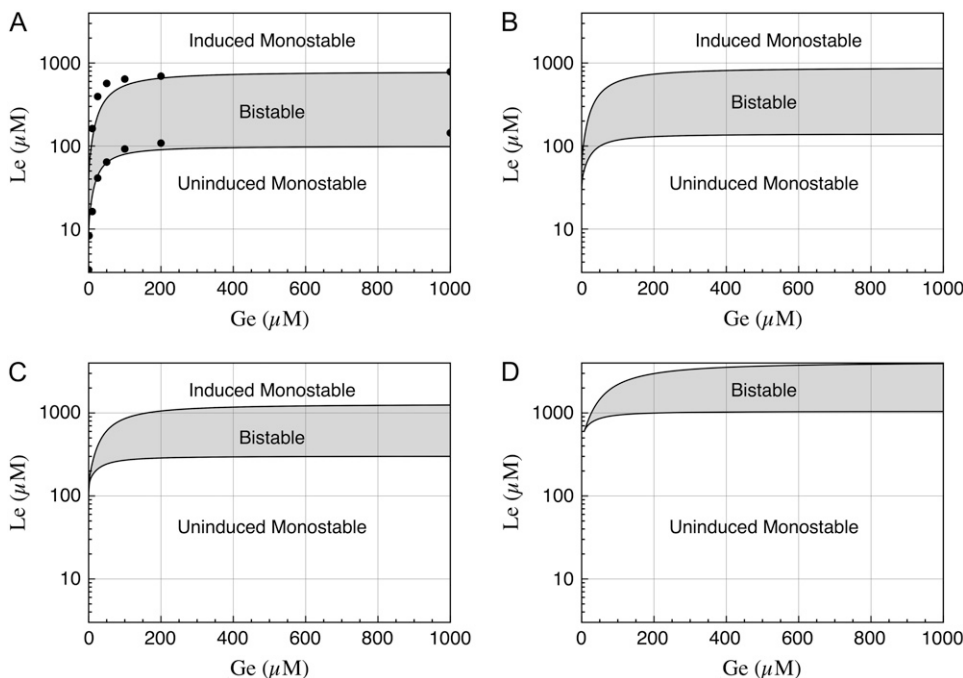 A
Induced Monostable
Bistable
Uninduced Monostable
1000
100
10
Le (µM)
0 200 400 600 800 1000
Ge (µM)
B
Induced Monostable
Bistable
Uninduced Monostable
1000
100
10
Le (µM)
0 200 400 600 800 1000
Ge (µM)
C
Induced Monostable
Bistable
Uninduced Monostable
1000
100
10
Le (µM)
0 200 400 600 800 1000
Ge (µM)
D
Bistable
Uninduced Monostable
1000
100
10
Le (µM)
0 200 400 600 800 1000
Ge (µM)